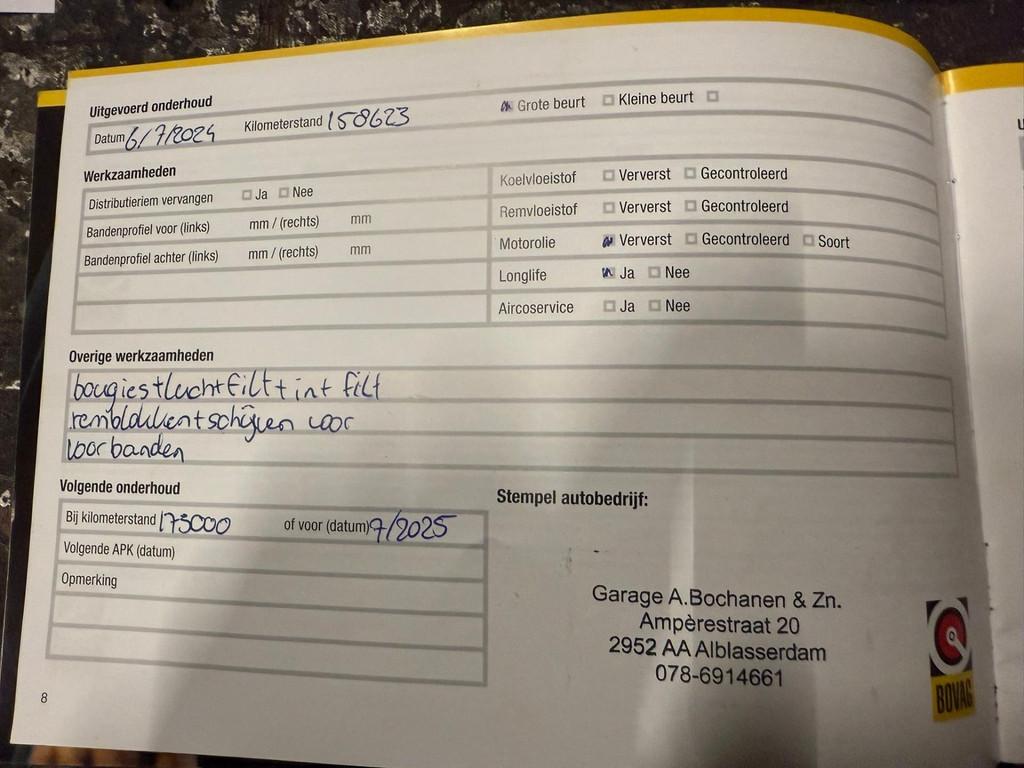 Uitgevoerd onderhoud
Datum 6/7/2024 Kilometerstand 158623 Grote beurt Kleine beurt
Werkzaamheden
Distributieriem vervangen Ja Nee
Bandenprofiel voor (links) mm / (rechts) mm
Bandenprofiel achter (links) mm / (rechts) mm
Koelvloeistof Ververst Gecontroleerd
Remvloeistof Ververst Gecontroleerd
Motorolie Ververst Gecontroleerd Soort
Longlife Ja Nee
Aircoservice Ja Nee
Overige werkzaamheden
bougies+luchtfilt+int filt
remblokken+schijven voor
voorbanden
Volgende onderhoud
Bij kilometerstand 173000 of voor (datum) 7/2025
Volgende APK (datum)
Opmerking
Stempel autobedrijf:
Garage A.Bochanen & Zn.
Ampèrestraat 20
2952 AA Alblasserdam
078-6914661
BOVAG
8